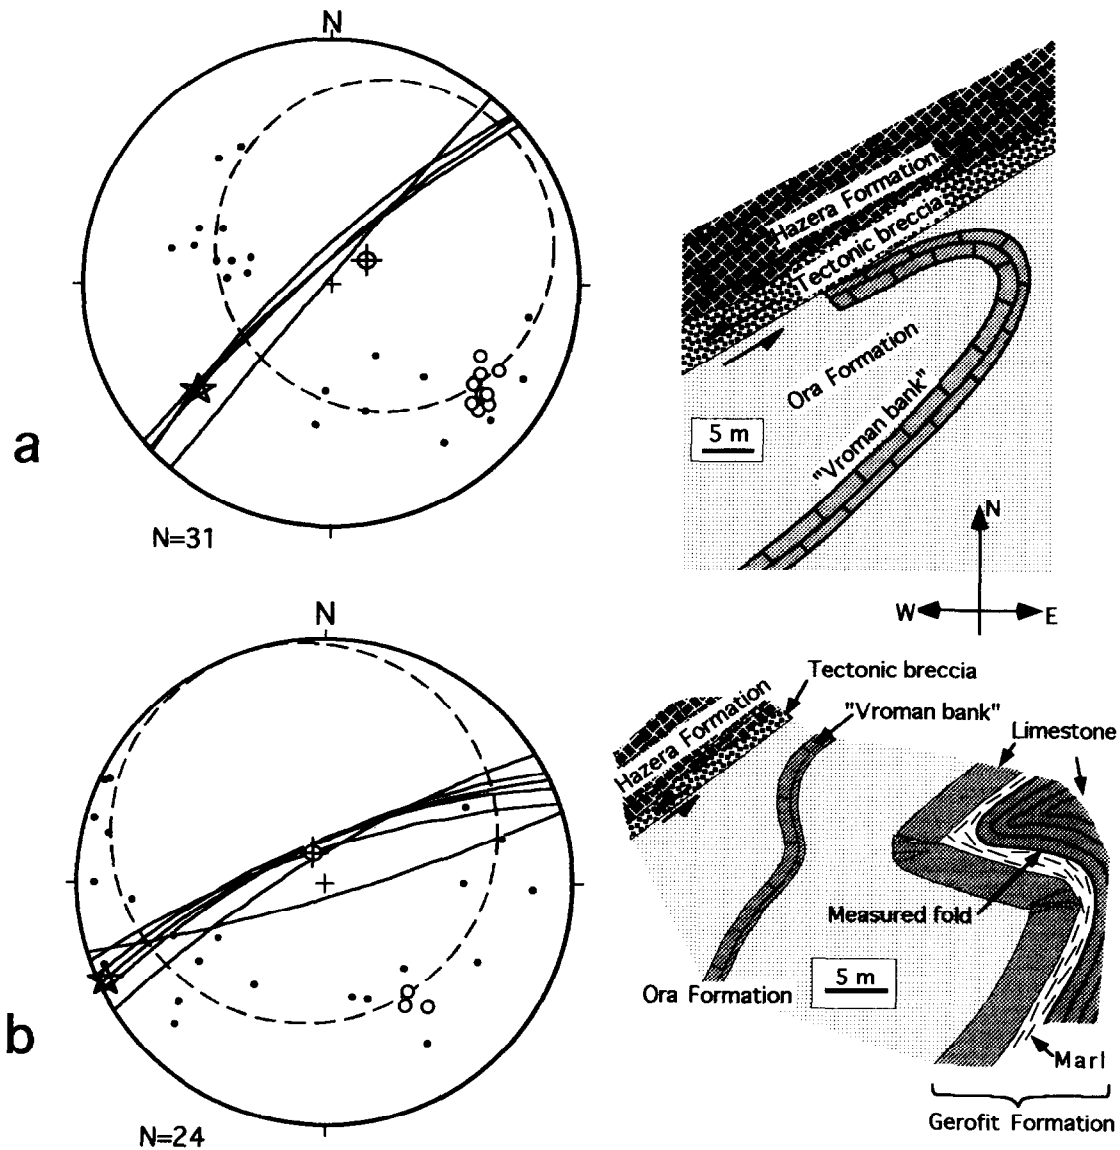 N
a
N=31
Hazera Formation
Tectonic breccia
Ora Formation
"Vroman bank"
5 m
N
W
E
N
b
N=24
Tectonic breccia
"Vroman bank"
Limestone
Hazera Formation
Measured fold
5 m
Ora Formation
Marl
Gerofit Formation